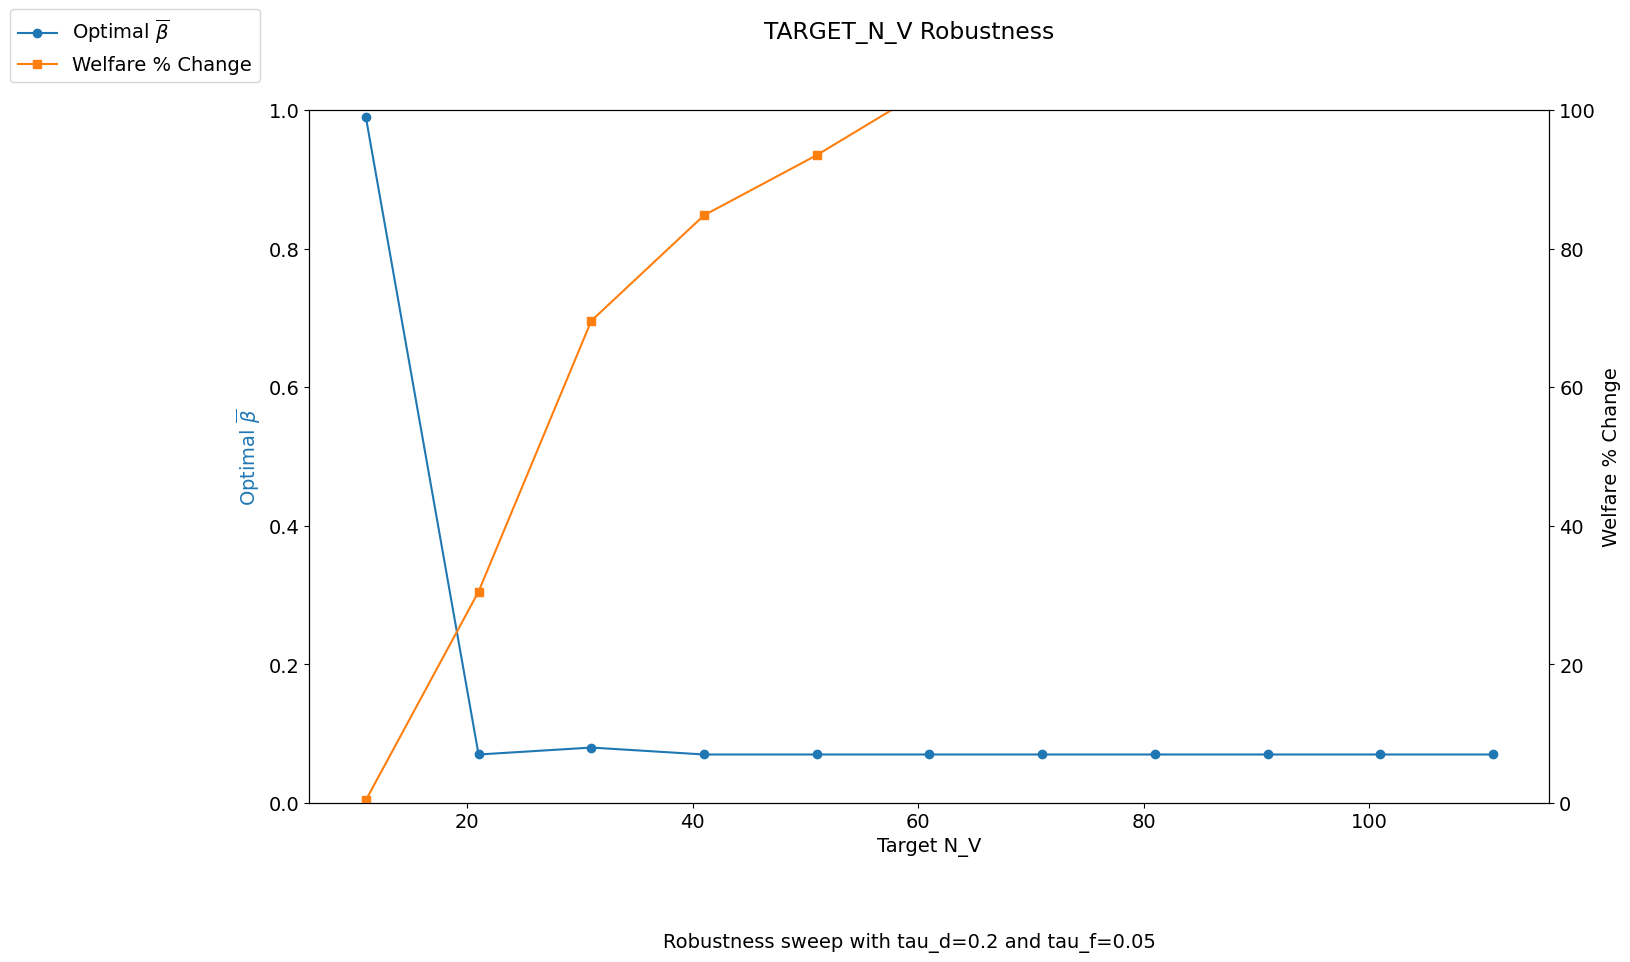 Optimal β̅
Welfare % Change
TARGET_N_V Robustness
1.0
0.8
0.6
0.4
0.2
0.0
Optimal β̅
100
80
60
40
20
0
Welfare % Change
20 40 60 80 100
Target N_V
Robustness sweep with tau_d=0.2 and tau_f=0.05